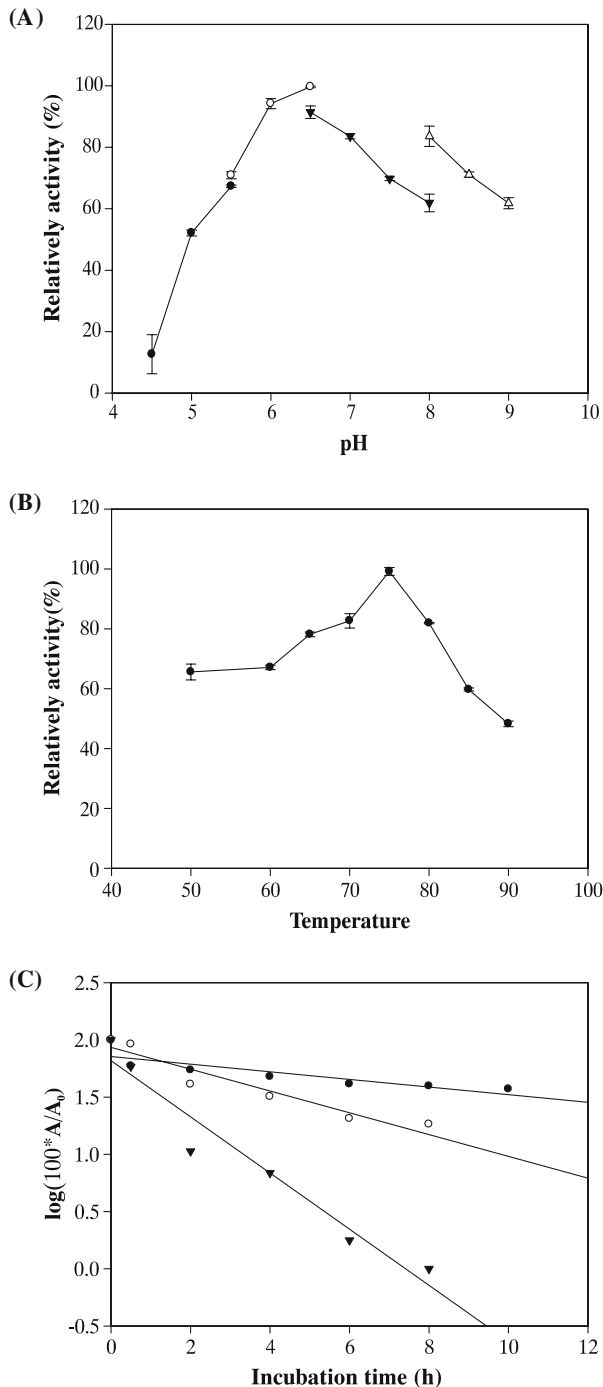 (A)
Relatively activity (%)
120
100
80
60
40
20
0
4 5 6 7 8 9 10
pH
(B)
Relatively activity(%)
120
100
80
60
40
20
0
40 50 60 70 80 90 100
Temperature
(C)
log(100*A/A₀)
2.5
2.0
1.5
1.0
0.5
0.0
-0.5
0 2 4 6 8 10 12
Incubation time (h)